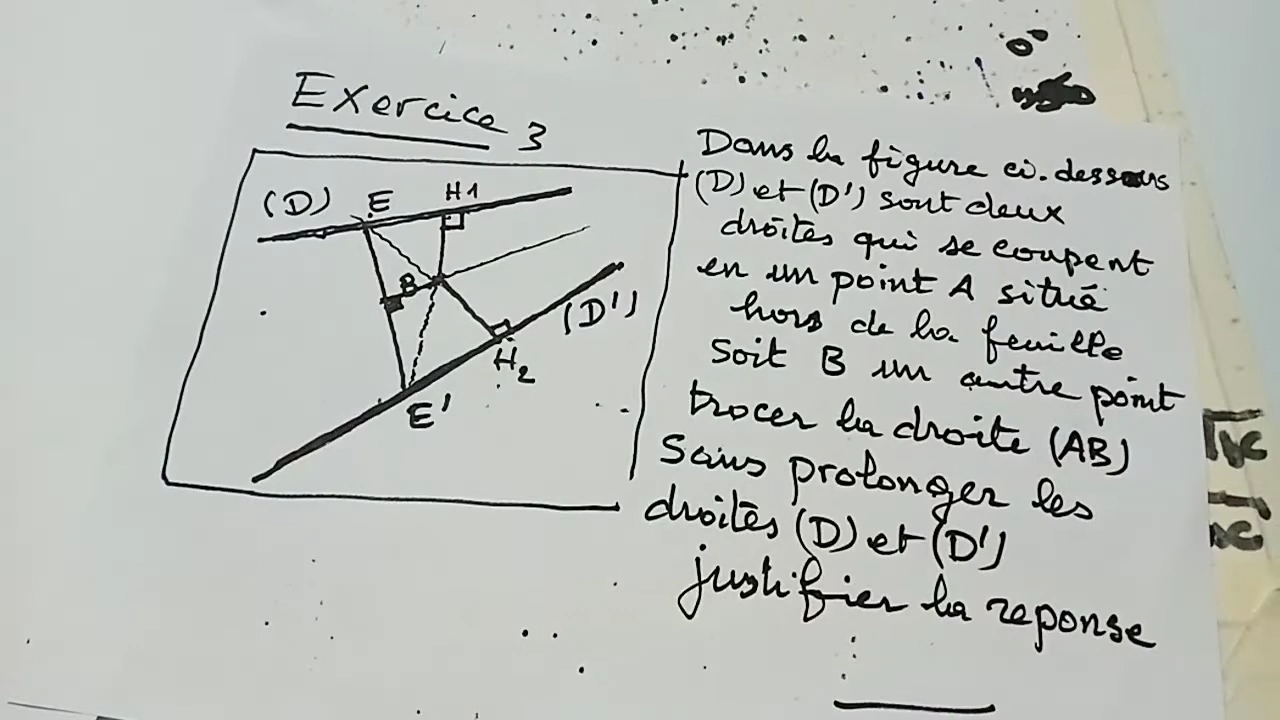 Exercice 3
(D) E H1
B
(D')
H2
E'
Dans la figure ci-dessous
(D) et (D') sont deux
droites qui se coupent
en un point A situé
hors de la feuille
soit B un autre point
trocer la droite (AB)
Sans prolonger les
droites (D) et (D')
justifier la reponse